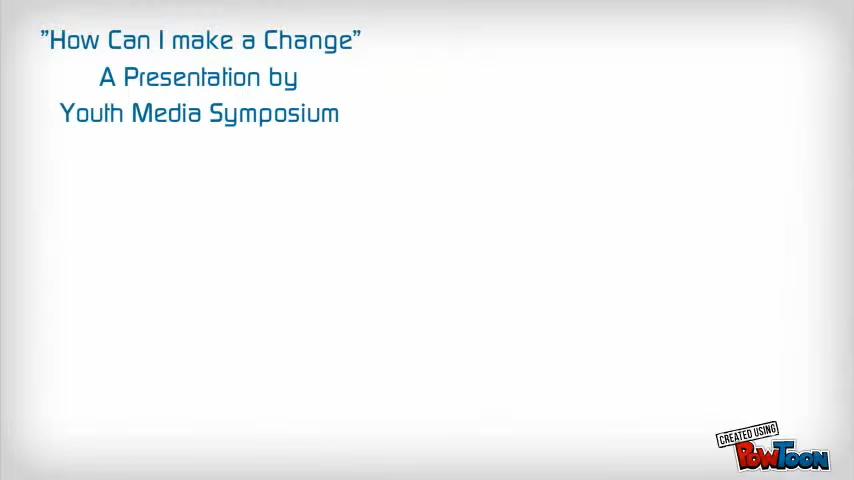 "How Can I make a Change"
A Presentation by
Youth Media Symposium
CREATED USING
PowToon